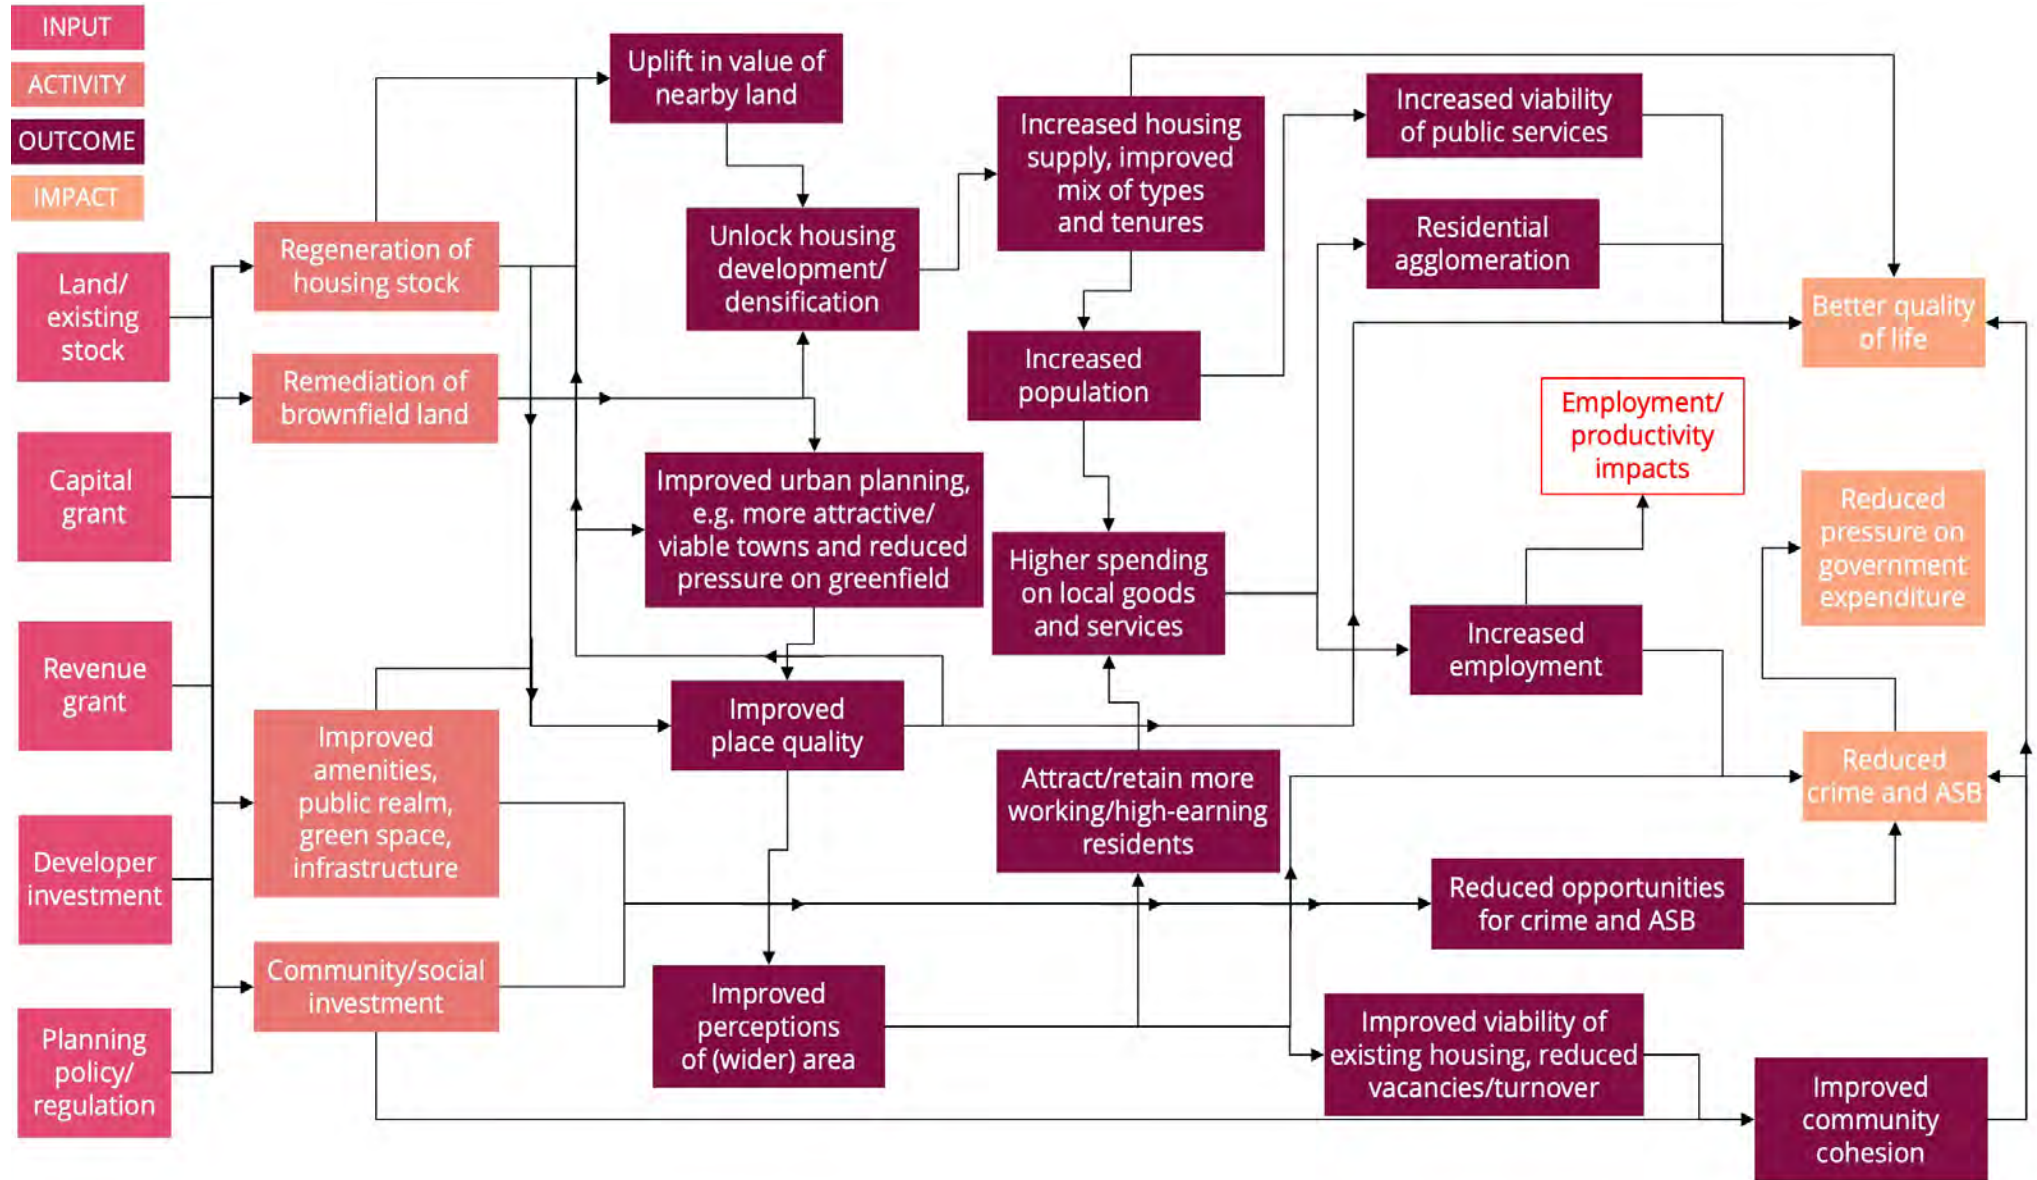 INPUT
ACTIVITY
OUTCOME
IMPACT
Land/
existing
stock
Capital
grant
Revenue
grant
Developer
investment
Planning
policy/
regulation
Regeneration of
housing stock
Remediation of
brownfield land
Improved
amenities,
public realm,
green space,
infrastructure
Community/social
investment
Uplift in value of
nearby land
Unlock housing
development/
densification
Improved urban planning,
e.g. more attractive/
viable towns and reduced
pressure on greenfield
Improved
place quality
Improved
perceptions
of (wider) area
Increased housing
supply, improved
mix of types
and tenures
Increased
population
Higher spending
on local goods
and services
Attract/retain more
working/high-earning
residents
Increased viability
of public services
Residential
agglomeration
Employment/
productivity
impacts
Increased
employment
Reduced opportunities
for crime and ASB
Improved viability of
existing housing, reduced
vacancies/turnover
Better quality
of life
Reduced
pressure on
government
expenditure
Reduced
crime and ASB
Improved
community
cohesion